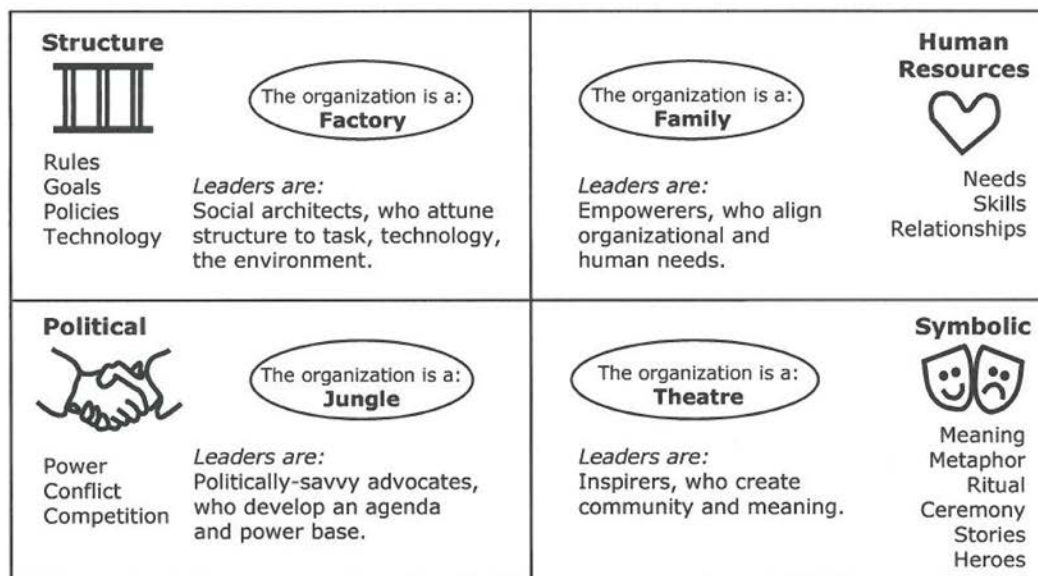 Structure
The organization is a:
Factory
Rules
Goals
Policies
Technology
Leaders are:
Social architects, who attune
structure to task, technology,
the environment.
Human
Resources
The organization is a:
Family
Leaders are:
Empowerers, who align
organizational and
human needs.
Needs
Skills
Relationships
Political
The organization is a:
Jungle
Power
Conflict
Competition
Leaders are:
Politically-savvy advocates,
who develop an agenda
and power base.
Symbolic
The organization is a:
Theatre
Leaders are:
Inspirers, who create
community and meaning.
Meaning
Metaphor
Ritual
Ceremony
Stories
Heroes